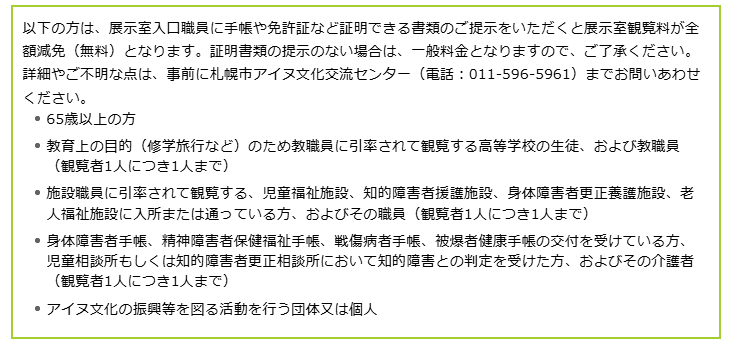 以下の方は、展示室入口職員に手帳や免許証など証明できる書類のご提示をいただくと展示室観覧料が全
額減免（無料）となります。証明書類の提示のない場合は、一般料金となりますので、ご了承ください。
詳細やご不明な点は、事前に札幌市アイヌ文化交流センター（電話：011-596-5961）までお問いあわせ
ください。
• 65歳以上の方
• 教育上の目的（修学旅行など）のため教職員に引率されて観覧する高等学校の生徒、および教職員
（観覧者1人につき1人まで）
• 施設職員に引率されて観覧する、児童福祉施設、知的障害者援護施設、身体障害者更正養護施設、老
人福祉施設に入所または通っている方、およびその職員（観覧者1人につき1人まで）
• 身体障害者手帳、精神障害者保健福祉手帳、戦傷病者手帳、被爆者健康手帳の交付を受けている方、
児童相談所もしくは知的障害者更正相談所において知的障害との判定を受けた方、およびその介護者
（観覧者1人につき1人まで）
• アイヌ文化の振興等を図る活動を行う団体又は個人